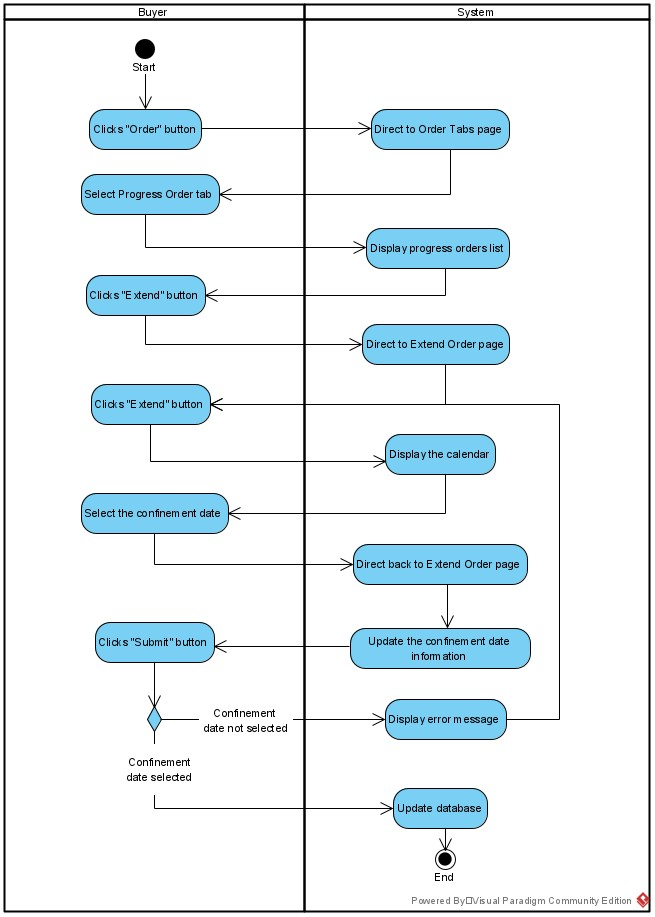 Buyer
System
Start
Clicks "Order" button
Direct to Order Tabs page
Select Progress Order tab
Display progress orders list
Clicks "Extend" button
Direct to Extend Order page
Clicks "Extend" button
Display the calendar
Select the confinement date
Direct back to Extend Order page
Clicks "Submit" button
Update the confinement date
information
Confinement
date not selected
Display error message
Confinement
date selected
Update database
End
Powered By Visual Paradigm Community Edition